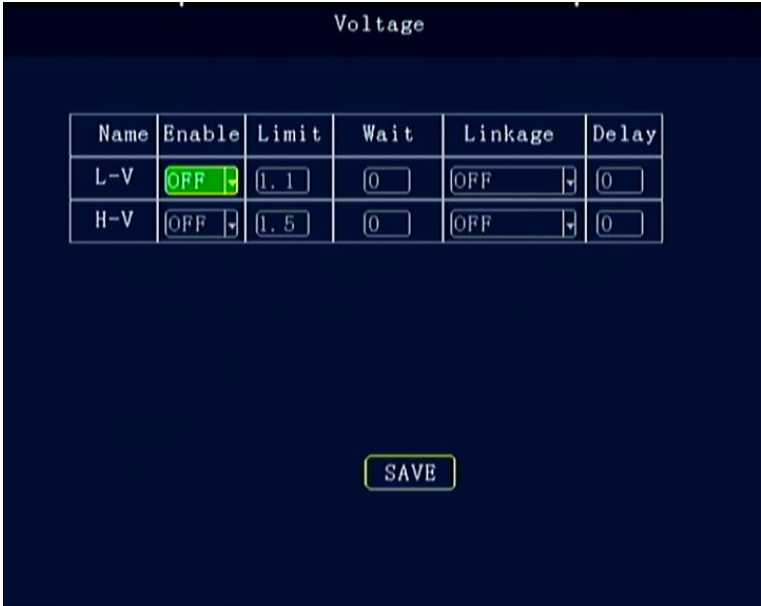 Voltage
Name Enable Limit Wait Linkage Delay
L-V OFF 1.1 0 OFF 0
H-V OFF 1.5 0 OFF 0
SAVE